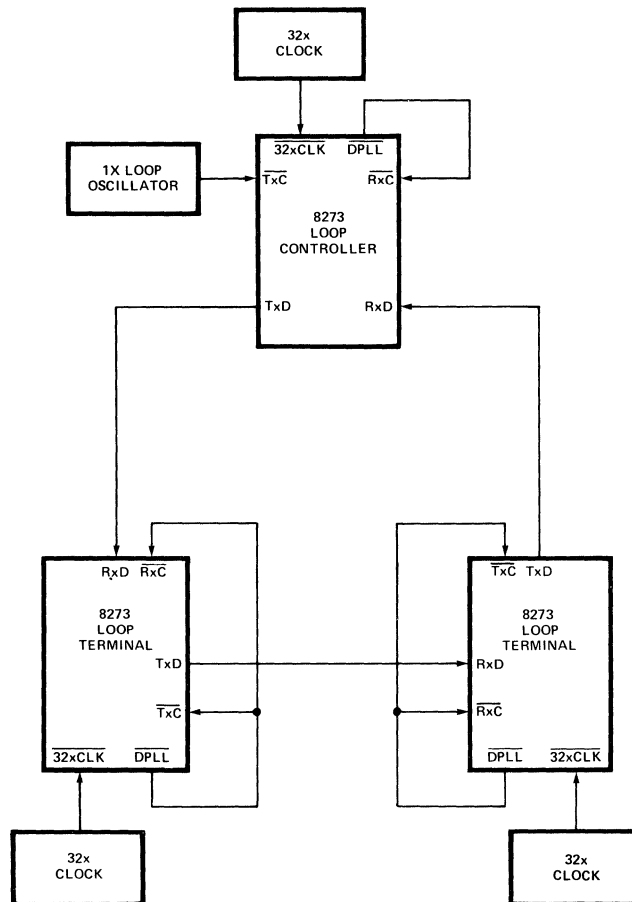 32x
CLOCK
32xCLK DPLL
1X LOOP
OSCILLATOR
TxC RxC
8273
LOOP
CONTROLLER
TxD RxD
RxD RxC
8273
LOOP
TERMINAL
TxD
TxC
32xCLK DPLL
32x
CLOCK
TxC TxD
8273
LOOP
TERMINAL
RxD
RxC
DPLL 32xCLK
32x
CLOCK